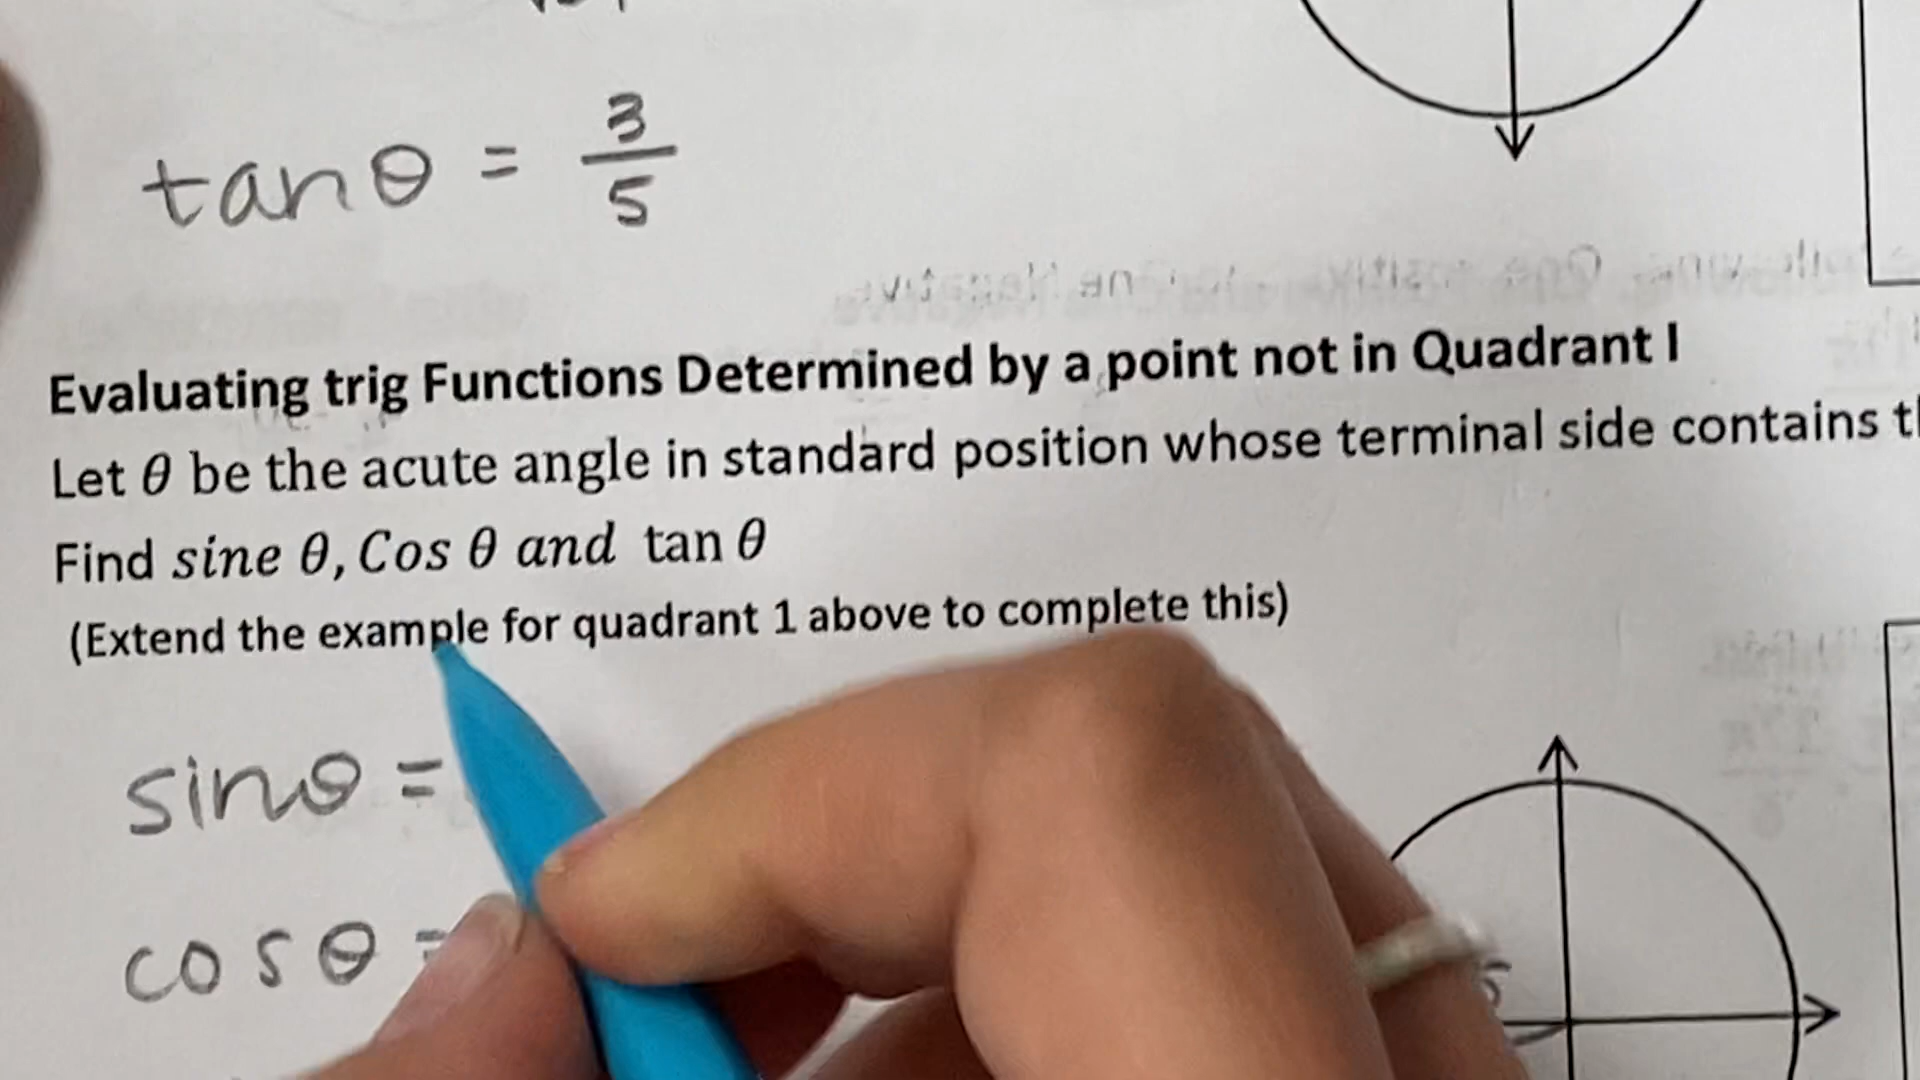 tanθ = 3/5
Evaluating trig Functions Determined by a point not in Quadrant I
Let θ be the acute angle in standard position whose terminal side contains
Find sine θ, Cos θ and tan θ
(Extend the example for quadrant 1 above to complete this)
sinθ =
cosθ =